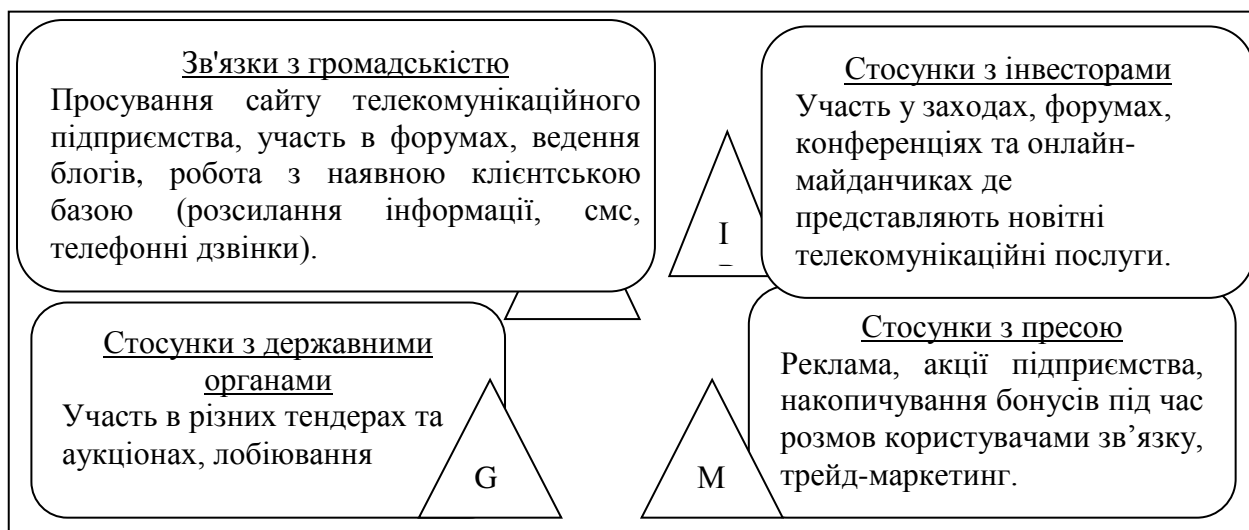 Зв'язки з громадськістю
Просування сайту телекомунікаційного
підприємства, участь в форумах, ведення
блогів, робота з наявною клієнтською
базою (розсилання інформації, смс,
телефонні дзвінки).
Стосунки з інвесторами
Участь у заходах, форумах,
конференціях та онлайн-
майданчиках де
представляють новітні
телекомунікаційні послуги.
I
Стосунки з державними
органами
Участь в різних тендерах та
аукціонах, лобіювання
G
Стосунки з пресою
Реклама, акції підприємства,
накопичування бонусів під час
розмов користувачами зв’язку,
трейд-маркетинг.
M